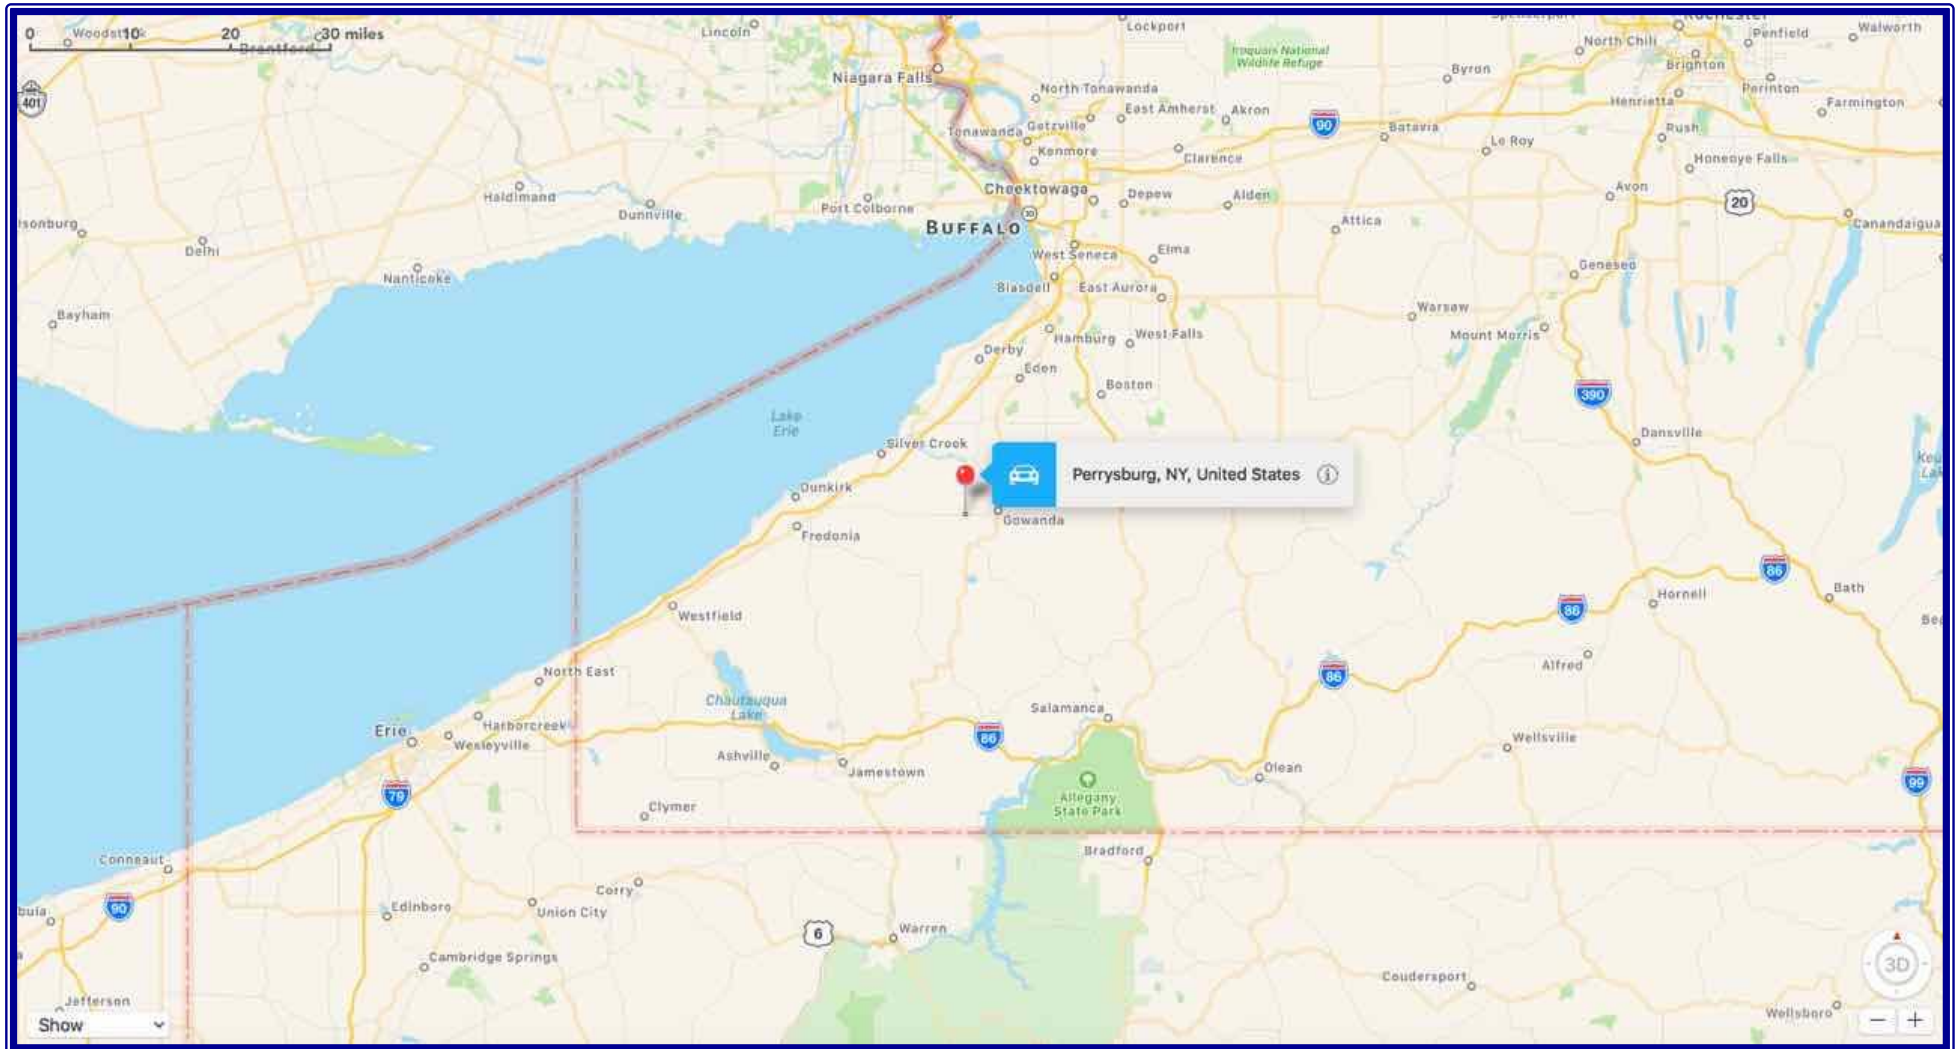 0 10 20 30 miles
Lincoln
Lockport
North Chili
Penfield
Walworth
Niagara Falls
Iroquois National
Wildlife Refuge
Byron
Brighton
401
North Tonawanda
Perinton
East Amherst
Akron
Henrietta
Farmington
Tonawanda
Getzville
90
Batavia
Rush
Kenmore
Clarence
Le Roy
Honeoye Falls
Haldimand
Cheektowaga
Depew
Alden
Avon
Dunnville
Port Colborne
20
BUFFALO
Attica
Canandaigua
Delhi
West Seneca
Elma
Nanticoke
Geneseo
Blasdell
East Aurora
Bayham
Warsaw
Hamburg
West Falls
Mount Morris
Derby
Eden
Boston
390
Lake
Erie
Silver Creek
Dansville
Perrysburg, NY, United States
Dunkirk
Gowanda
Fredonia
86
Bath
Hornell
86
Westfield
Alfred
North East
86
Chautauqua
Lake
Salamanca
Harborcreek
Erie
86
Wesleyville
Wellsville
Ashville
Jamestown
Olean
79
Allegany
State Park
99
Clymer
Bradford
Conneaut
Corry
90
Edinboro
Union City
6
Warren
Cambridge Springs
3D
Coudersport
Jefferson
Wellsboro
Show
− +